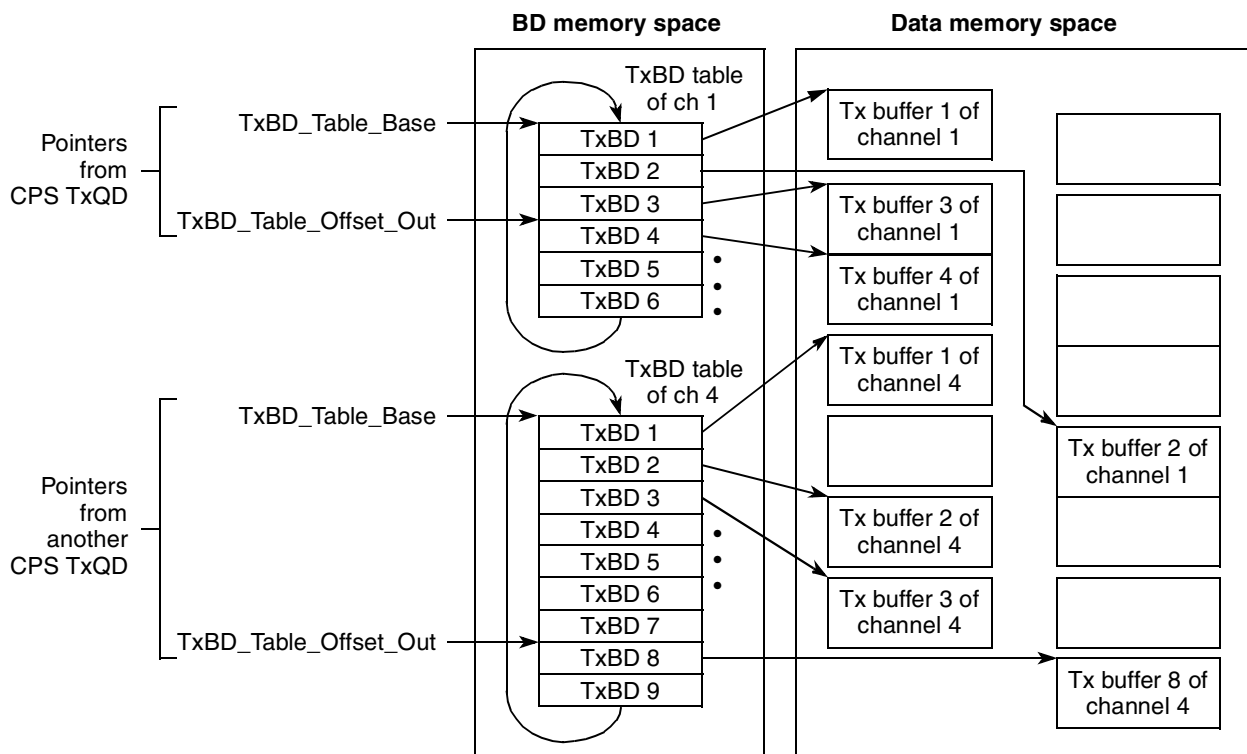 BD memory space
Data memory space
Pointers
from
CPS TxQD
TxBD_Table_Base
TxBD_Table_Offset_Out
TxBD table
of ch 1
TxBD 1
TxBD 2
TxBD 3
TxBD 4
TxBD 5
TxBD 6
Tx buffer 1 of
channel 1
Tx buffer 3 of
channel 1
Tx buffer 4 of
channel 1
Pointers
from
another
CPS TxQD
TxBD_Table_Base
TxBD_Table_Offset_Out
TxBD table
of ch 4
TxBD 1
TxBD 2
TxBD 3
TxBD 4
TxBD 5
TxBD 6
TxBD 7
TxBD 8
TxBD 9
Tx buffer 1 of
channel 4
Tx buffer 2 of
channel 4
Tx buffer 3 of
channel 4
Tx buffer 2 of
channel 1
Tx buffer 8 of
channel 4